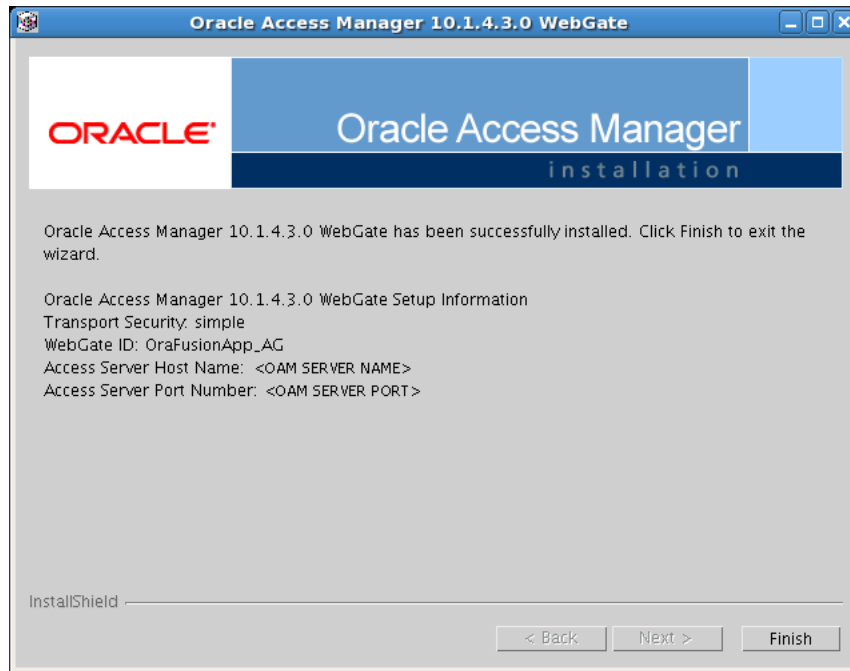 Oracle Access Manager 10.1.4.3.0 WebGate
ORACLE
Oracle Access Manager
installation
Oracle Access Manager 10.1.4.3.0 WebGate has been successfully installed. Click Finish to exit the
wizard.
Oracle Access Manager 10.1.4.3.0 WebGate Setup Information
Transport Security: simple
WebGate ID: OraFusionApp_AG
Access Server Host Name: <OAM SERVER NAME>
Access Server Port Number: <OAM SERVER PORT>
InstallShield
< Back Next > Finish